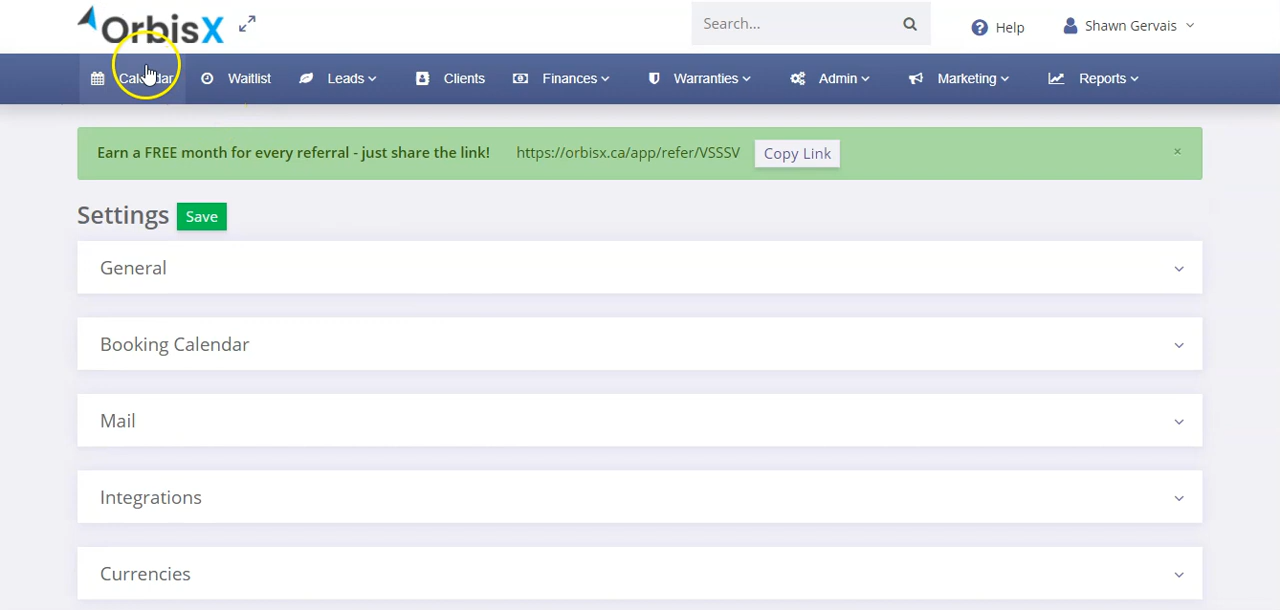 OrbisX
Search...
Help
Shawn Gervais
Calendar
Waitlist
Leads
Clients
Finances
Warranties
Admin
Marketing
Reports
Earn a FREE month for every referral - just share the link! https://orbisx.ca/app/refer/VSSSV Copy Link ×
Settings Save
General
Booking Calendar
Mail
Integrations
Currencies